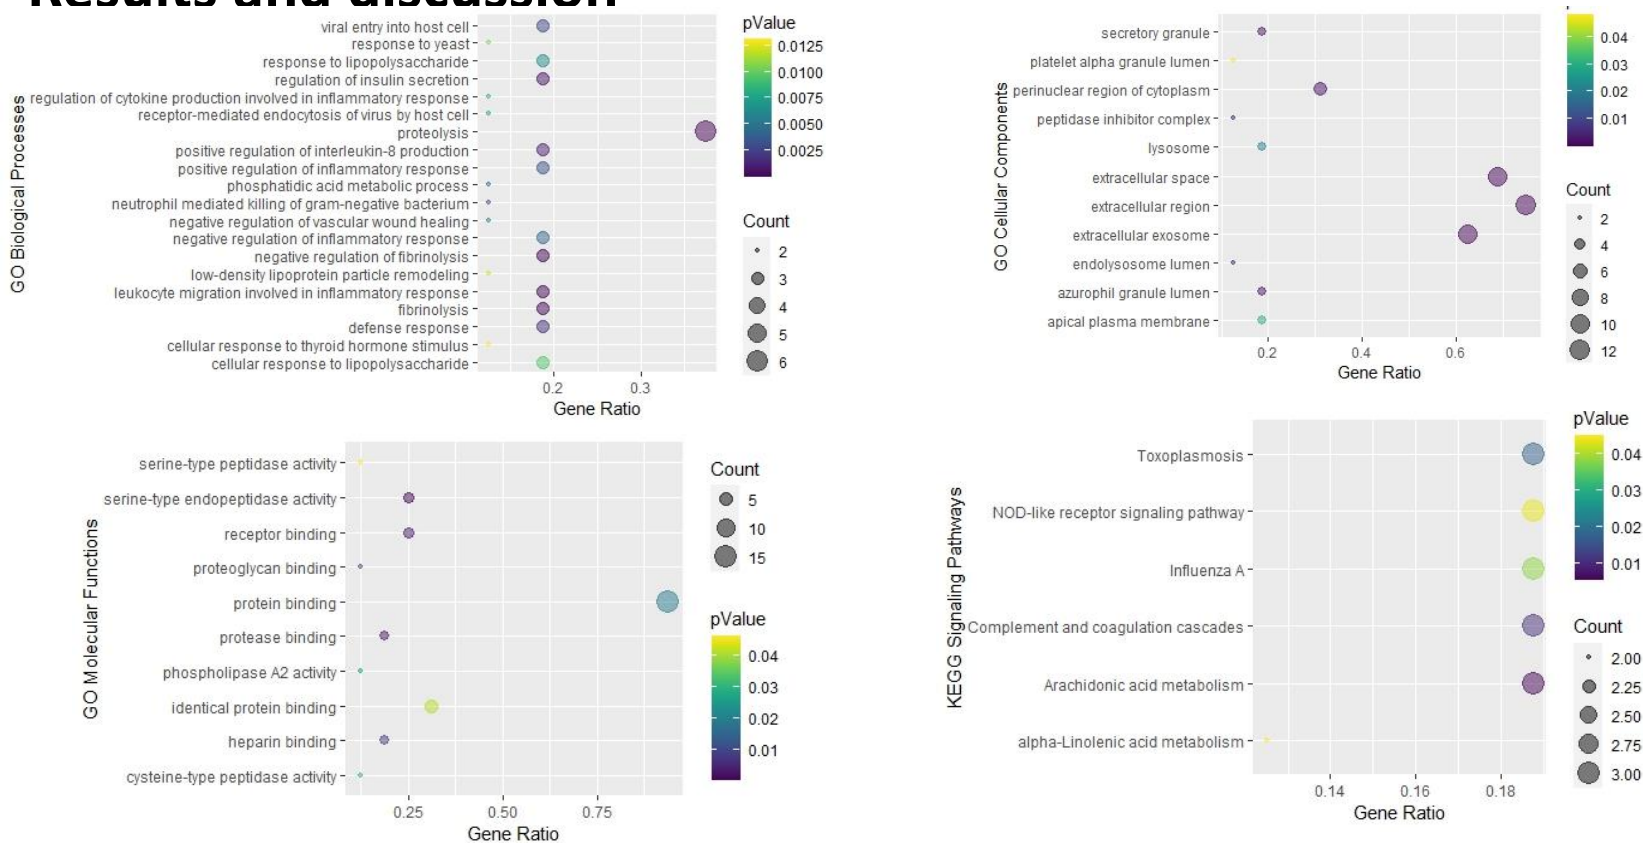 Results and discussion
viral entry into host cell
response to yeast
response to lipopolysaccharide
regulation of insulin secretion
regulation of cytokine production involved in inflammatory response
receptor-mediated endocytosis of virus by host cell
proteolysis
positive regulation of interleukin-8 production
positive regulation of inflammatory response
phosphatidic acid metabolic process
neutrophil mediated killing of gram-negative bacterium
negative regulation of vascular wound healing
negative regulation of inflammatory response
negative regulation of fibrinolysis
low-density lipoprotein particle remodeling
leukocyte migration involved in inflammatory response
fibrinolysis
defense response
cellular response to thyroid hormone stimulus
cellular response to lipopolysaccharide
GO Biological Processes
0.2 0.3
Gene Ratio
pValue
0.0125
0.0100
0.0075
0.0050
0.0025
Count
2
3
4
5
6
secretory granule
platelet alpha granule lumen
perinuclear region of cytoplasm
peptidase inhibitor complex
lysosome
extracellular space
extracellular region
extracellular exosome
endolysosome lumen
azurophil granule lumen
apical plasma membrane
GO Cellular Components
0.2 0.4 0.6
Gene Ratio
0.04
0.03
0.02
0.01
Count
2
4
6
8
10
12
serine-type peptidase activity
serine-type endopeptidase activity
receptor binding
proteoglycan binding
protein binding
protease binding
phospholipase A2 activity
identical protein binding
heparin binding
cysteine-type peptidase activity
GO Molecular Functions
0.25 0.50 0.75
Gene Ratio
Count
5
10
15
pValue
0.04
0.03
0.02
0.01
Toxoplasmosis
NOD-like receptor signaling pathway
Influenza A
Complement and coagulation cascades
Arachidonic acid metabolism
alpha-Linolenic acid metabolism
KEGG Signaling Pathways
0.14 0.16 0.18
Gene Ratio
pValue
0.04
0.03
0.02
0.01
Count
2.00
2.25
2.50
2.75
3.00